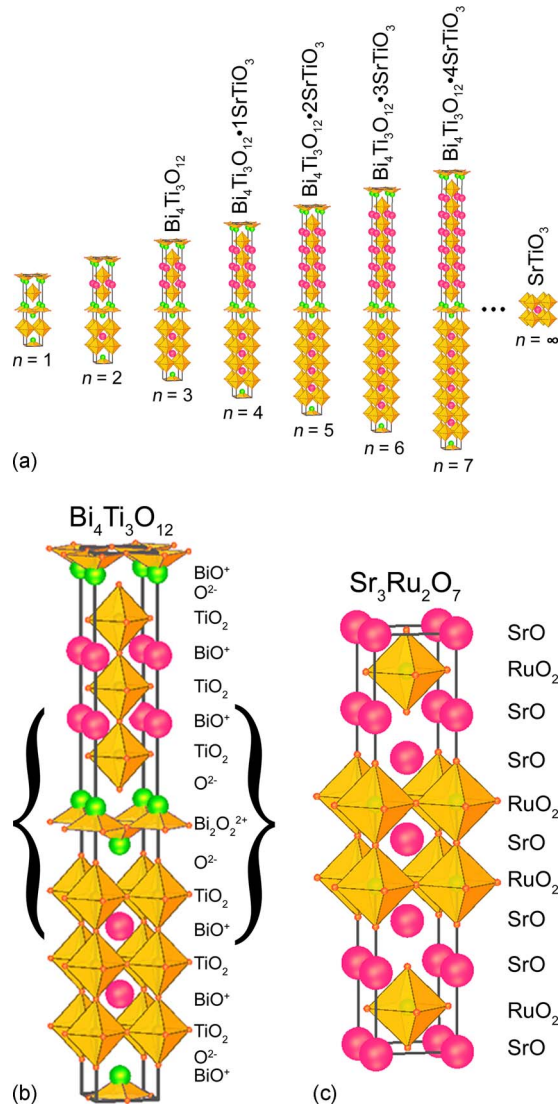 Bi₄Ti₃O₁₂
Bi₄Ti₃O₁₂•1SrTiO₃
Bi₄Ti₃O₁₂•2SrTiO₃
Bi₄Ti₃O₁₂•3SrTiO₃
Bi₄Ti₃O₁₂•4SrTiO₃
SrTiO₃
•••
n = 1
n = 2
n = 3
n = 4
n = 5
n = 6
n = 7
n = ∞
(a)
Bi₄Ti₃O₁₂
BiO⁺
O²⁻
TiO₂
BiO⁺
TiO₂
BiO⁺
TiO₂
O²⁻
Bi₂O₂²⁺
O²⁻
TiO₂
BiO⁺
TiO₂
BiO⁺
TiO₂
O²⁻
BiO⁺
(b)
Sr₃Ru₂O₇
SrO
RuO₂
SrO
SrO
RuO₂
SrO
RuO₂
SrO
SrO
RuO₂
SrO
(c)